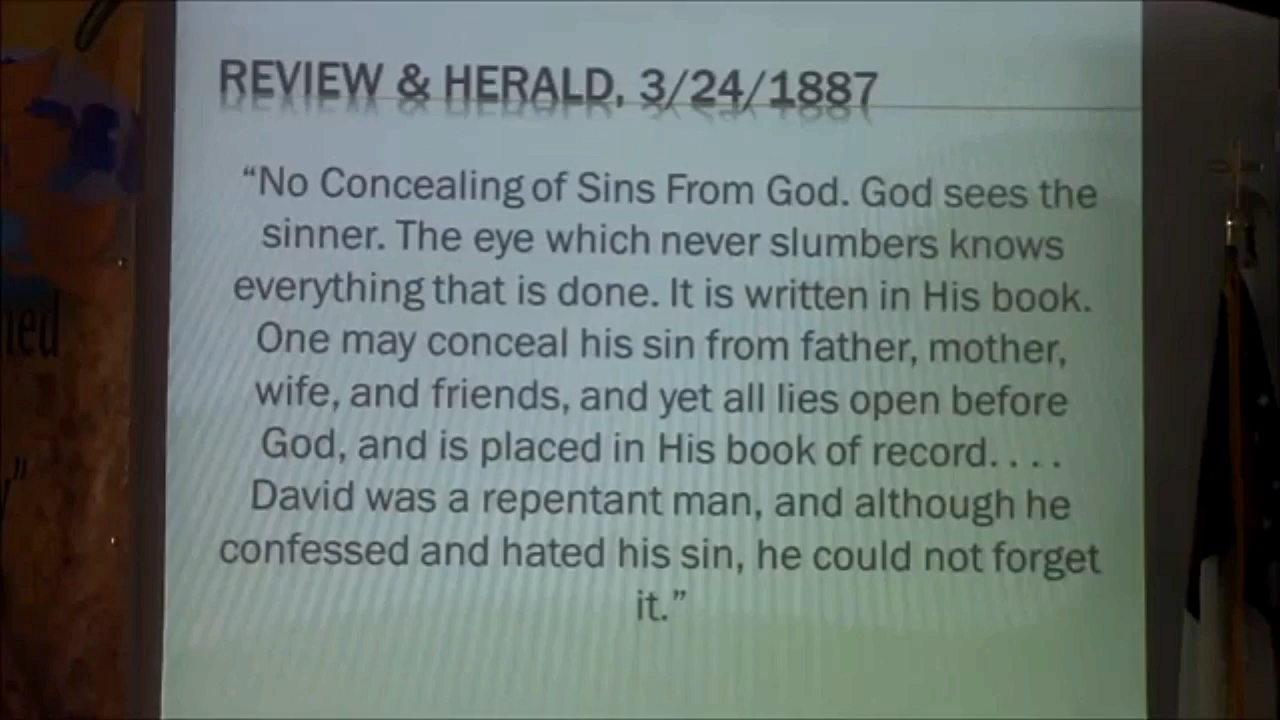 REVIEW & HERALD, 3/24/1887
“No Concealing of Sins From God. God sees the
sinner. The eye which never slumbers knows
everything that is done. It is written in His book.
One may conceal his sin from father, mother,
wife, and friends, and yet all lies open before
God, and is placed in His book of record. . . .
David was a repentant man, and although he
confessed and hated his sin, he could not forget
it.”